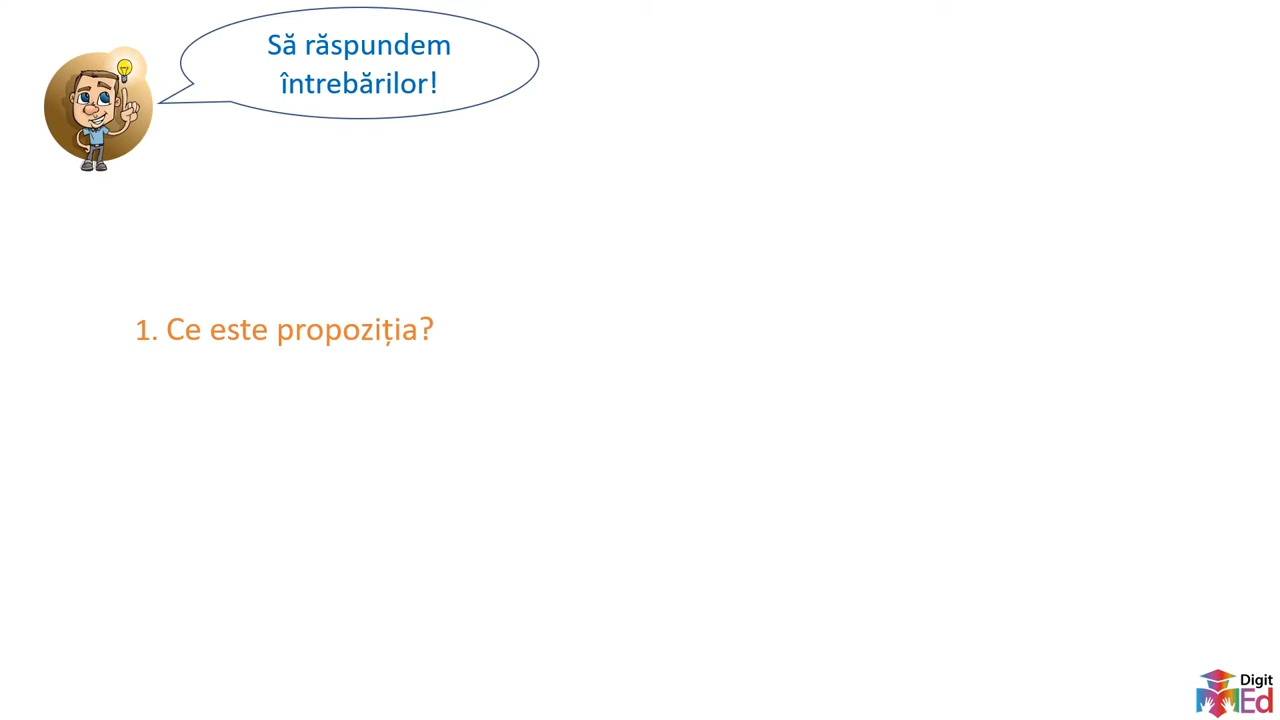 Să răspundem
întrebărilor!
1. Ce este propoziția?
Digit
Ed